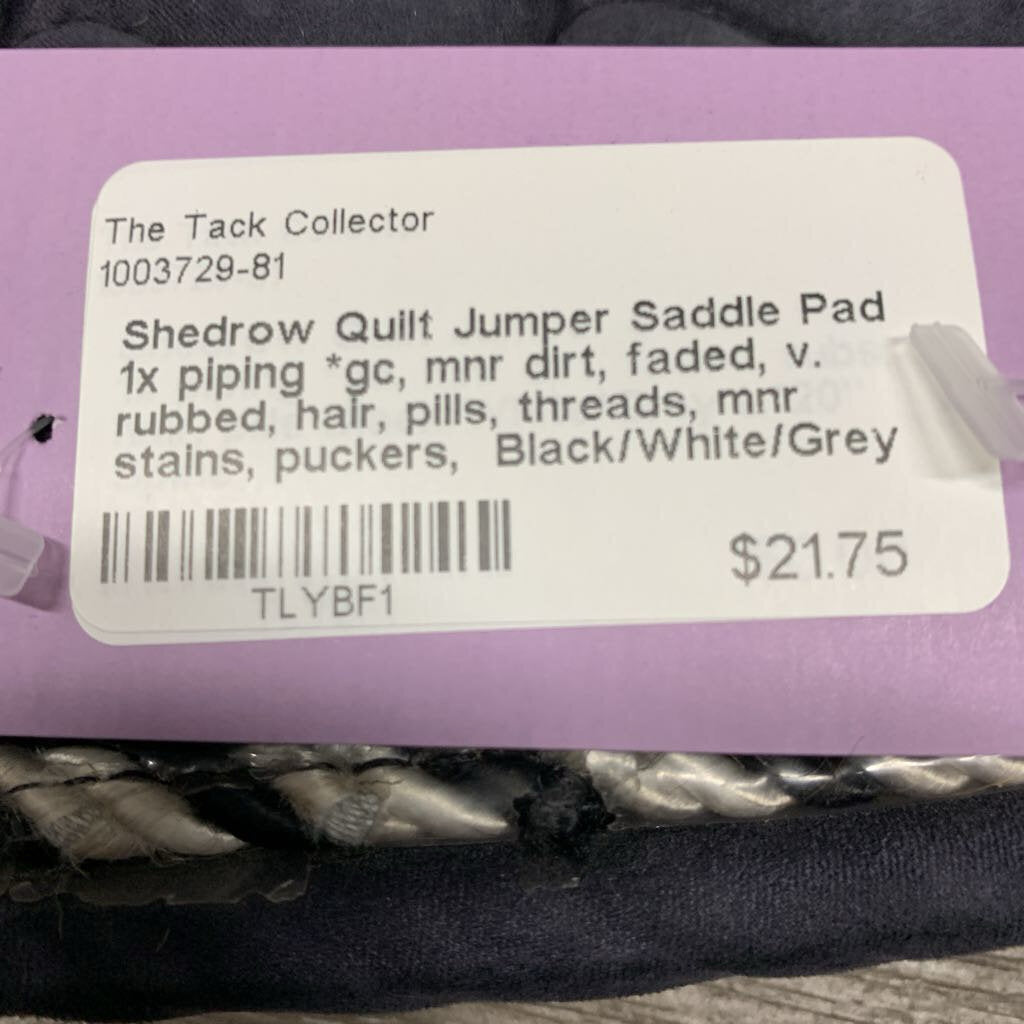 The Tack Collector
1003729-81
Shedrow Quilt Jumper Saddle Pad
1x piping *gc, mnr dirt, faded, v.
rubbed, hair, pills, threads, mnr
stains, puckers, Black/White/Grey
TLYBF1
$21.75